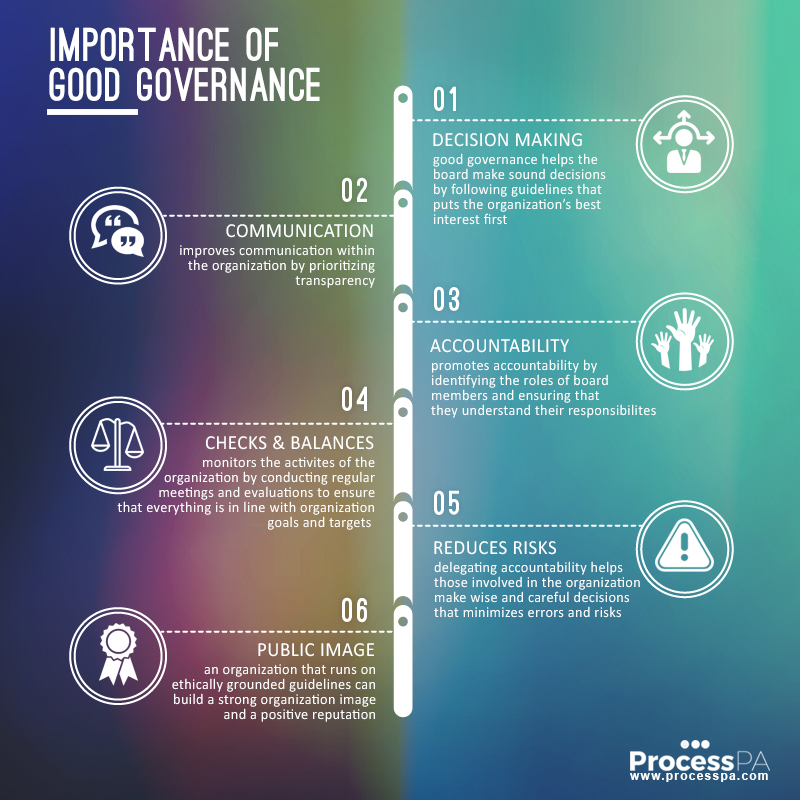 IMPORTANCE OF
GOOD GOVERNANCE
01
DECISION MAKING
good governance helps the
board make sound decisions
by following guidelines that
puts the organization's best
interest first
02
COMMUNICATION
improves communication within
the organization by prioritizing
transparency
03
ACCOUNTABILITY
promotes accountability by
identifying the roles of board
members and ensuring that
they understand their responsibilites
04
CHECKS & BALANCES
monitors the activites of the
organization by conducting regular
meetings and evaluations to ensure
that everything is in line with organization
goals and targets
05
REDUCES RISKS
delegating accountability helps
those involved in the organization
make wise and careful decisions
that minimizes errors and risks
06
PUBLIC IMAGE
an organization that runs on
ethically grounded guidelines can
build a strong organization image
and a positive reputation
ProcessPA
www.processpa.com